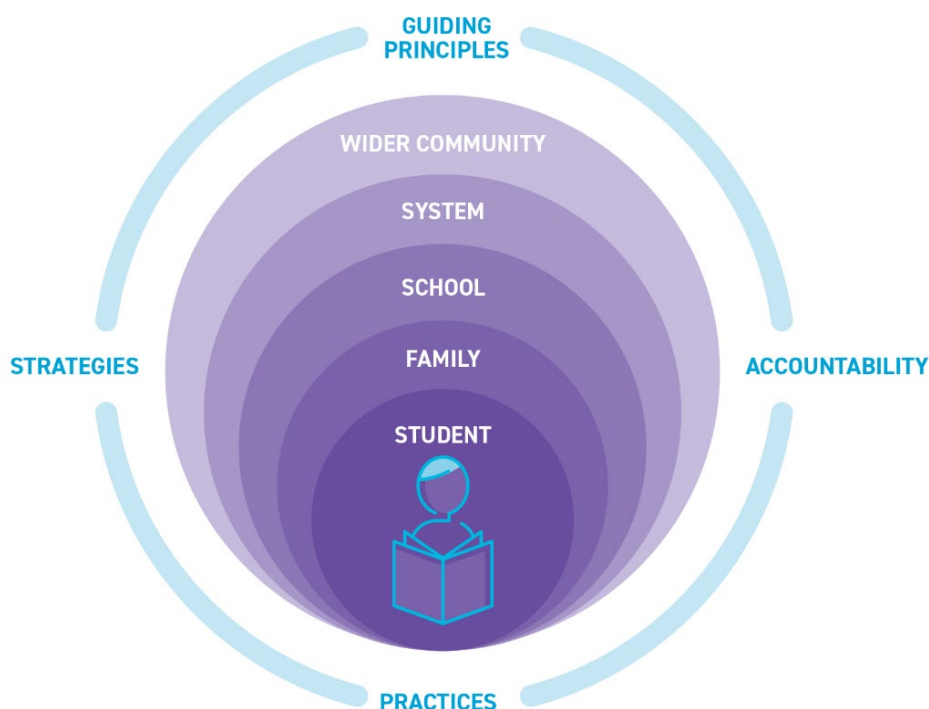 GUIDING
PRINCIPLES
WIDER COMMUNITY
SYSTEM
SCHOOL
FAMILY
STRATEGIES
ACCOUNTABILITY
STUDENT
PRACTICES